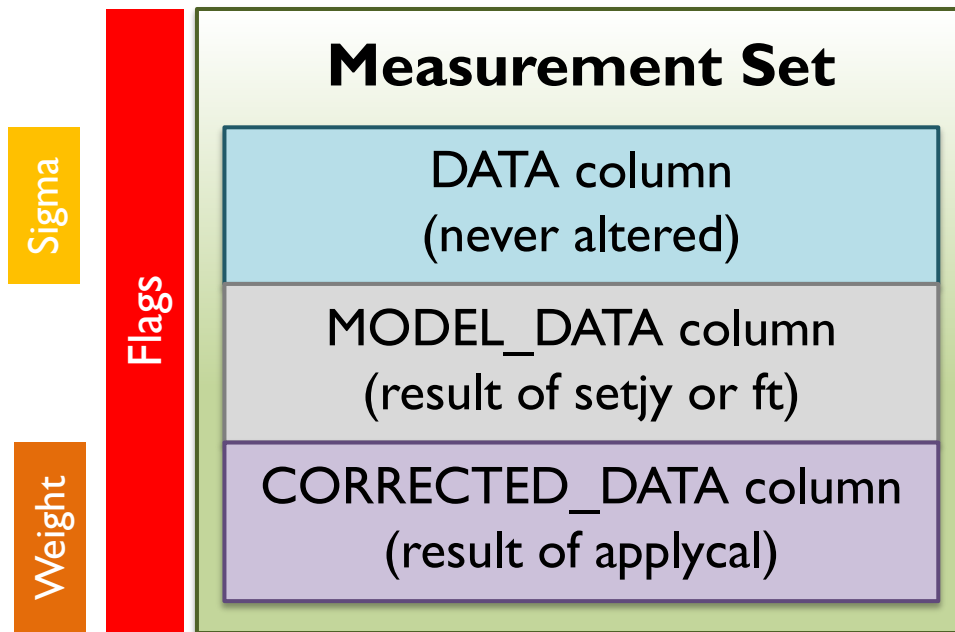 Measurement Set
Sigma
DATA column
(never altered)
Flags
MODEL_DATA column
(result of setjy or ft)
Weight
CORRECTED_DATA column
(result of applycal)